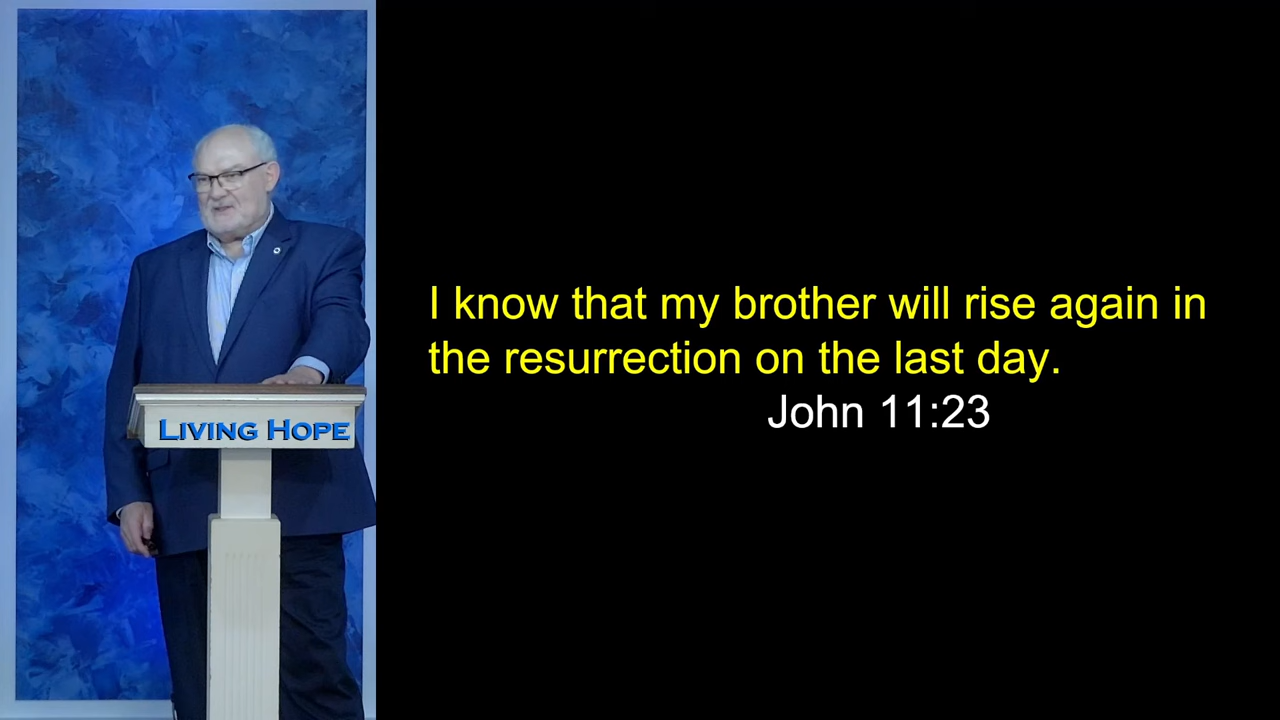 LIVING HOPE
I know that my brother will rise again in
the resurrection on the last day.
John 11:23